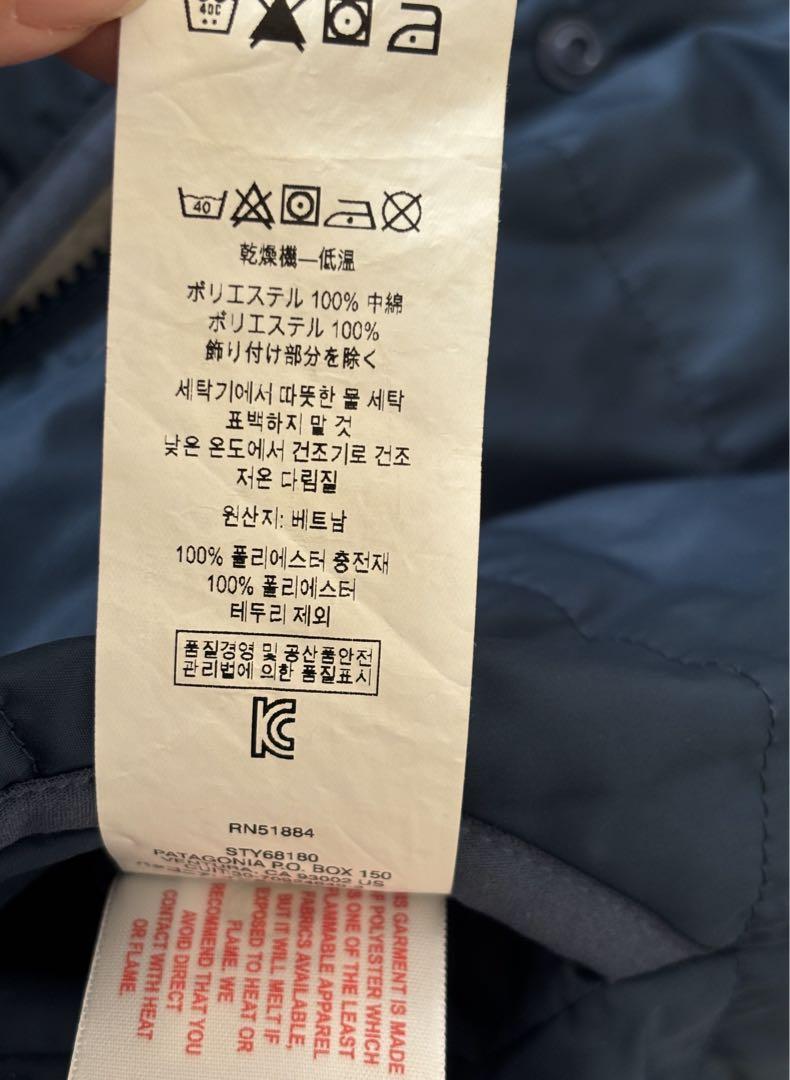 40C
40
乾燥機—低温
ポリエステル 100% 中綿
ポリエステル 100%
飾り付け部分を除く
세탁기에서 따뜻한 물 세탁
표백하지 말 것
낮은 온도에서 건조기로 건조
저온 다림질
원산지: 베트남
100% 폴리에스터 충전재
100% 폴리에스터
테두리 제외
품질경영 및 공산품안전
관리법에 의한 품질표시
KC
RN51884
STY68180
PATAGONIA P.O. BOX 150
VENTURA, CA 93002 US
GARMENT IS MADE
POLYESTER WHICH
ONE OF THE LEAST
APPAREL
FABRICS AVAILABLE,
BUT IT WILL MELT IF
EXPOSED TO HEAT OR
FLAME. WE
RECOMMEND THAT YOU
AVOID DIRECT
CONTACT WITH HEAT
OR FLAME.